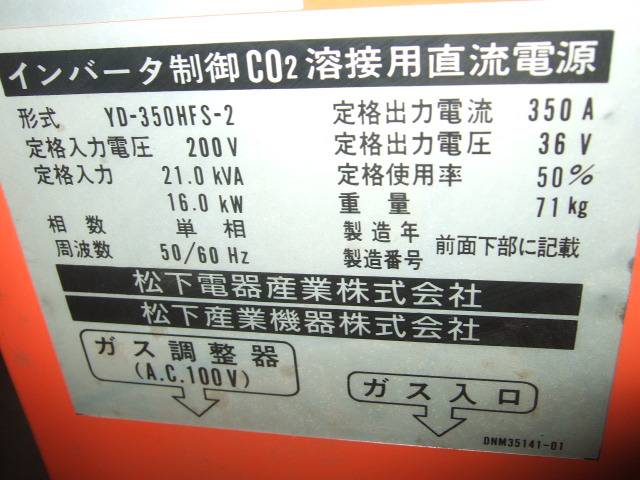 インバータ制御CO2溶接用直流電源
形式 YD-350HFS-2
定格入力電圧 200V
定格入力 21.0 kVA
16.0 kW
相数 単相
周波数 50/60 Hz
定格出力電流 350 A
定格出力電圧 36 V
定格使用率 50%
重量 71kg
製造年
製造番号 前面下部に記載
松下電器産業株式会社
松下産業機器株式会社
ガス調整器
(A.C.100V)
ガス入口
DNM35141-01